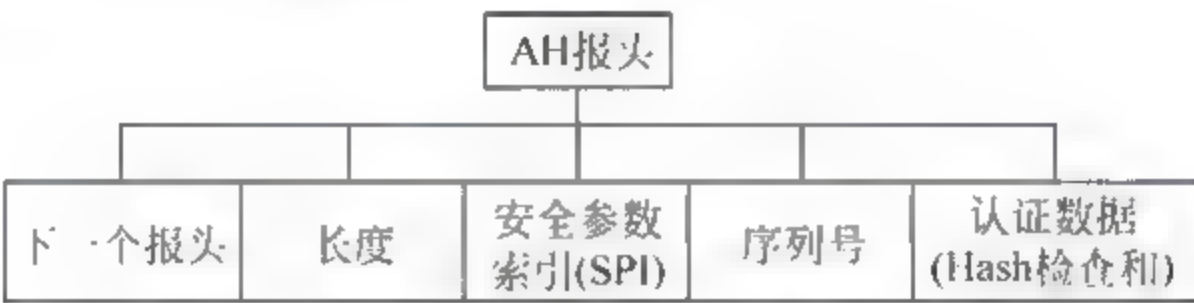 AH报头
下一个报头
长度
安全参数
索引(SPI)
序列号
认证数据
(Hash检查和)